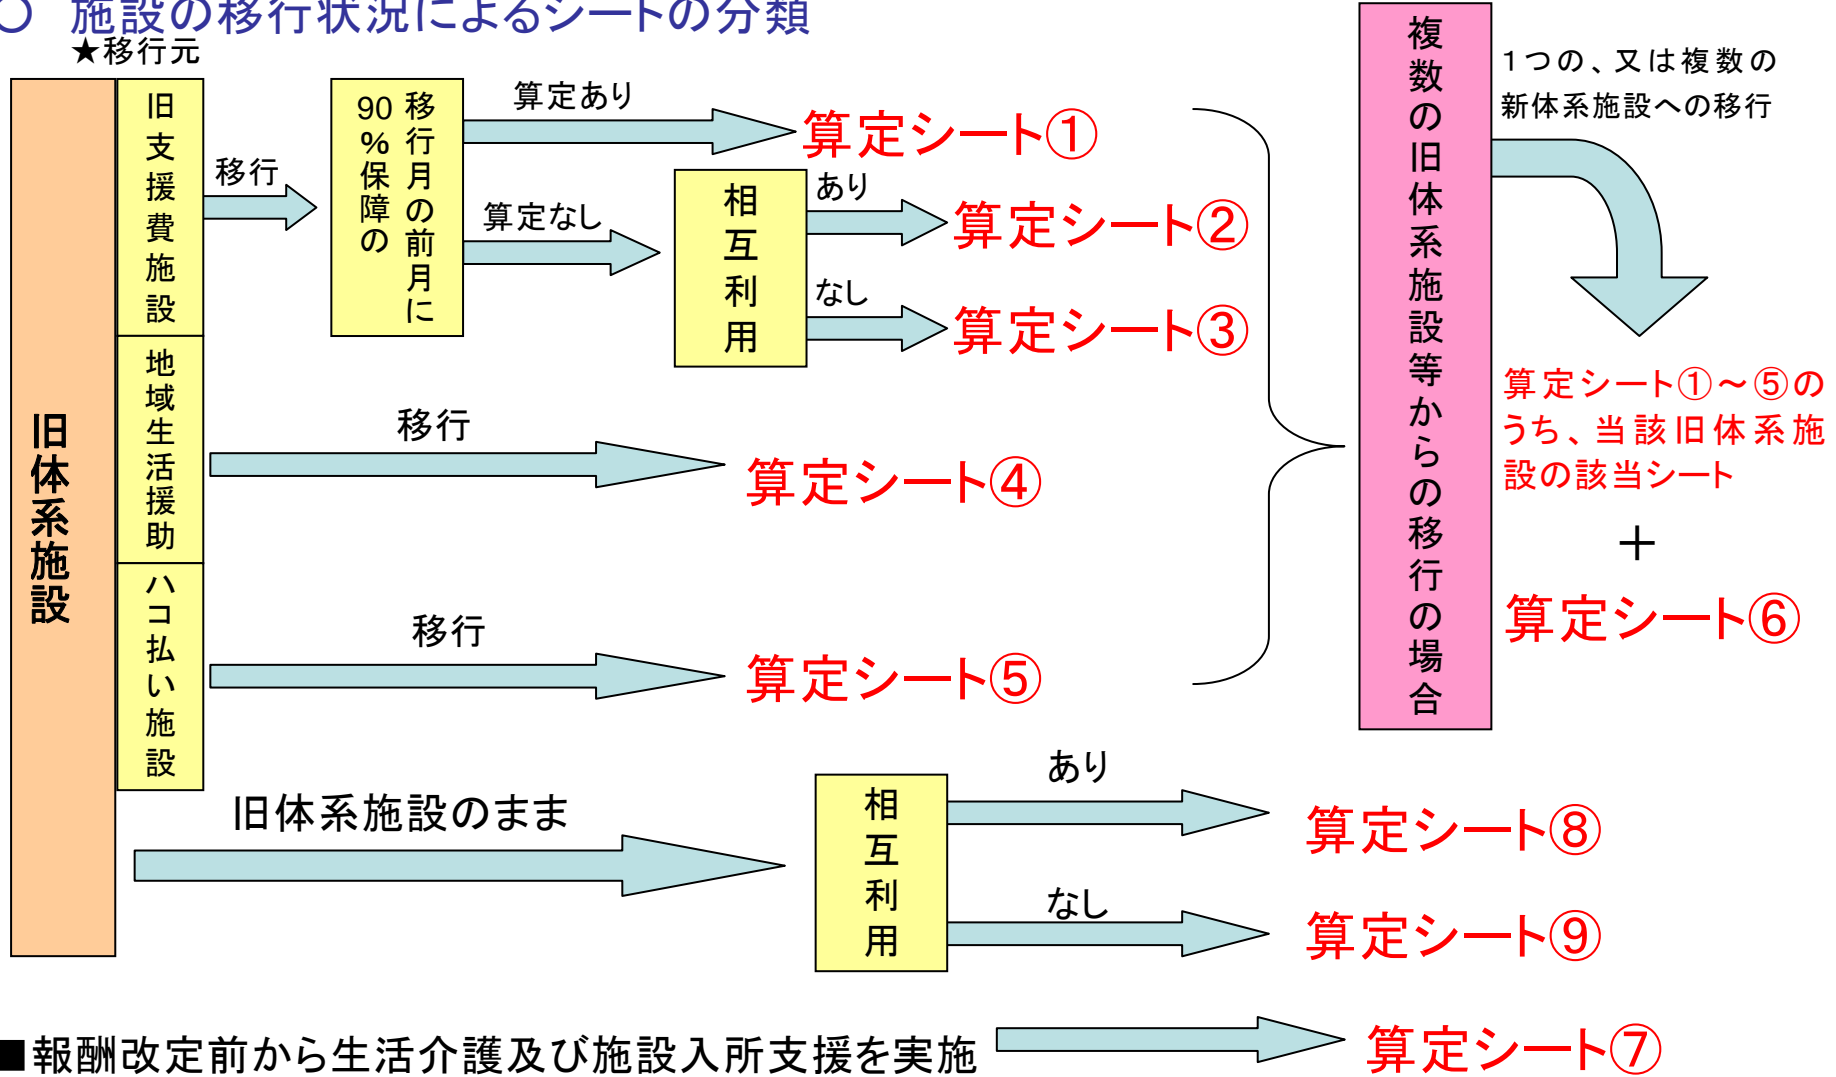 ○ 施設の移行状況によるシートの分類
★移行元
旧体系施設
旧支援費施設
移行
移行月の前月に
90%保障の
算定あり
算定シート①
算定なし
相互利用
あり
算定シート②
なし
算定シート③
地域生活援助
移行
算定シート④
ハコ払い施設
移行
算定シート⑤
複数の旧体系施設等からの移行の場合
1つの、又は複数の
新体系施設への移行
算定シート①～⑤の
うち、当該旧体系施
設の該当シート
＋
算定シート⑥
旧体系施設のまま
相互利用
あり
算定シート⑧
なし
算定シート⑨
■報酬改定前から生活介護及び施設入所支援を実施
算定シート⑦